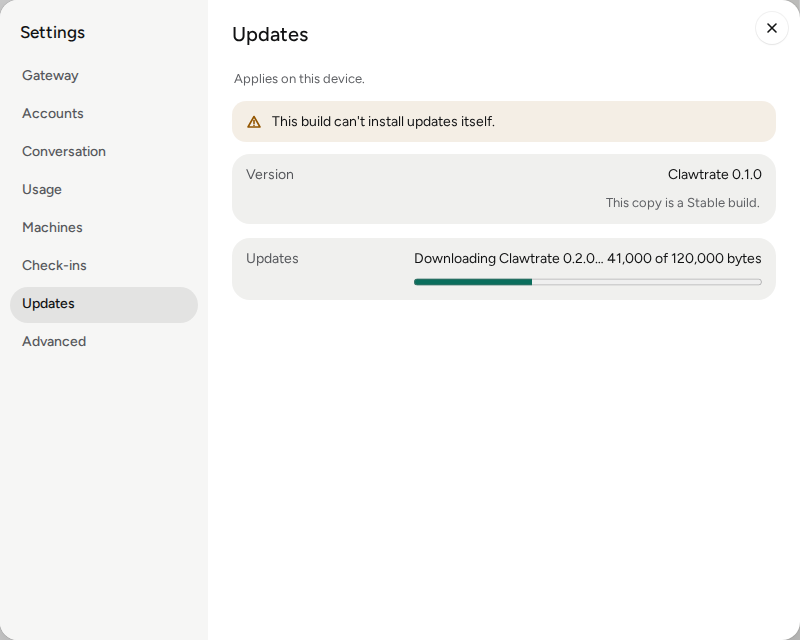 Settings
Gateway
Accounts
Conversation
Usage
Machines
Check-ins
Updates
Advanced
Updates
Applies on this device.
This build can't install updates itself.
Version
Clawtrate 0.1.0
This copy is a Stable build.
Updates
Downloading Clawtrate 0.2.0... 41,000 of 120,000 bytes